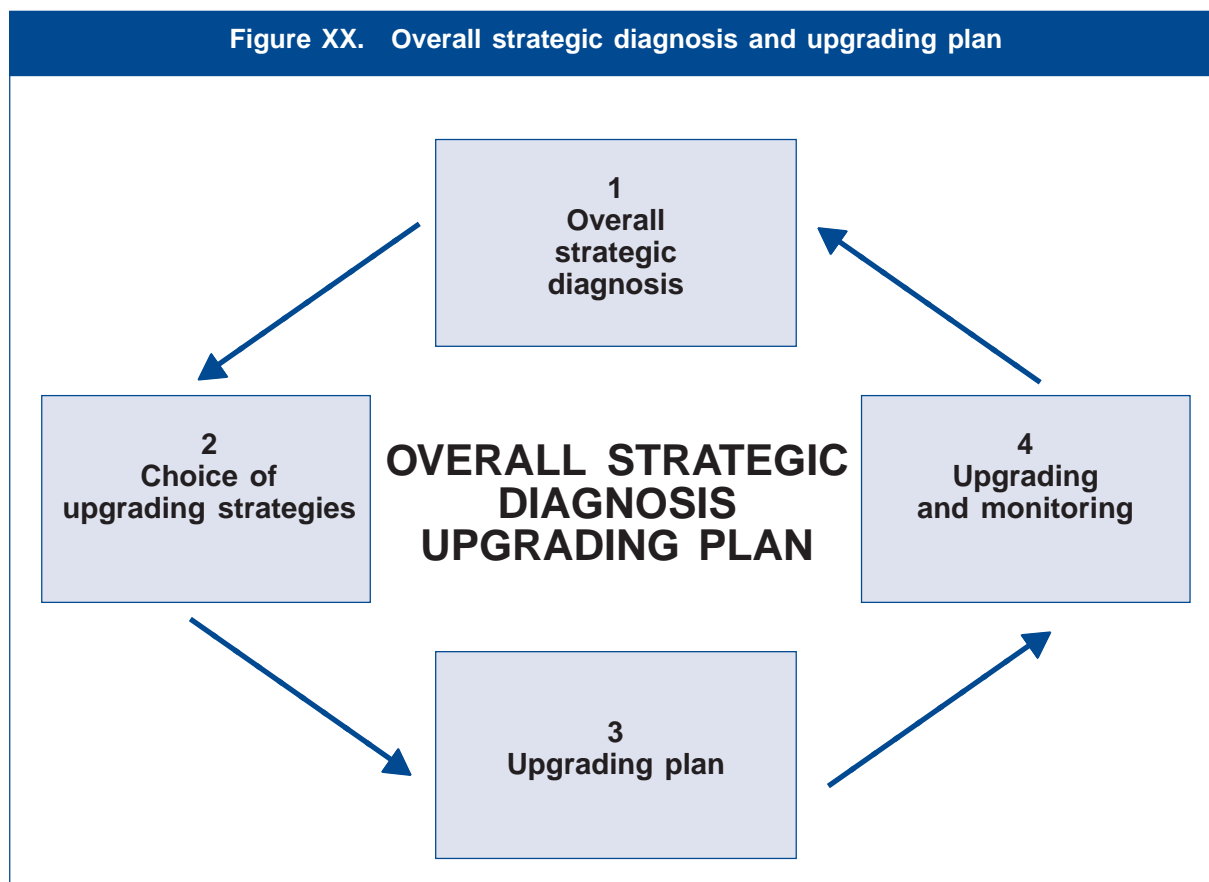 Figure XX. Overall strategic diagnosis and upgrading plan
1
Overall
strategic
diagnosis
2
Choice of
upgrading strategies
OVERALL STRATEGIC
DIAGNOSIS
UPGRADING PLAN
4
Upgrading
and monitoring
3
Upgrading plan